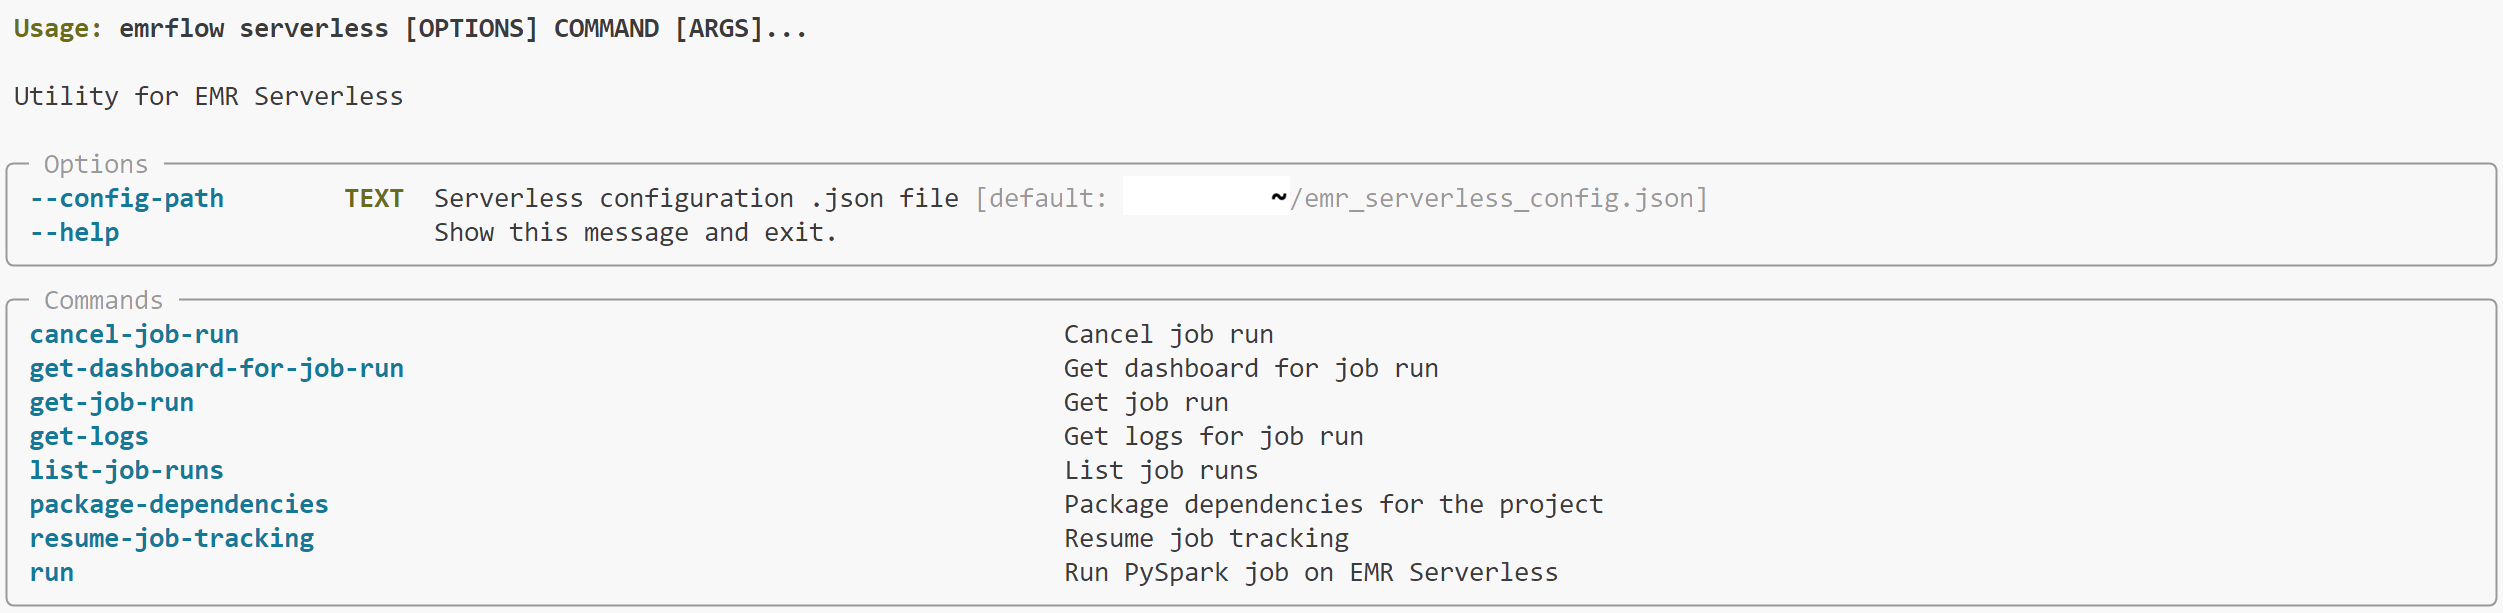 Usage: emrflow serverless [OPTIONS] COMMAND [ARGS]...
Utility for EMR Serverless
Options
--config-path TEXT Serverless configuration .json file [default: ~/emr_serverless_config.json]
--help Show this message and exit.
Commands
cancel-job-run Cancel job run
get-dashboard-for-job-run Get dashboard for job run
get-job-run Get job run
get-logs Get logs for job run
list-job-runs List job runs
package-dependencies Package dependencies for the project
resume-job-tracking Resume job tracking
run Run PySpark job on EMR Serverless